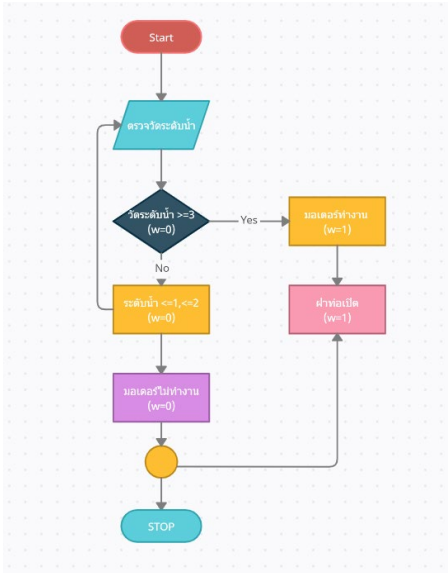 Start
ตรวจวัดระดับน้ำ
วัดระดับน้ำ >=3
(w=0)
Yes
มอเตอร์ทำงาน
(w=1)
No
ระดับน้ำ <=1,<=2
(w=0)
ฝาท่อเปิด
(w=1)
มอเตอร์ไม่ทำงาน
(w=0)
STOP